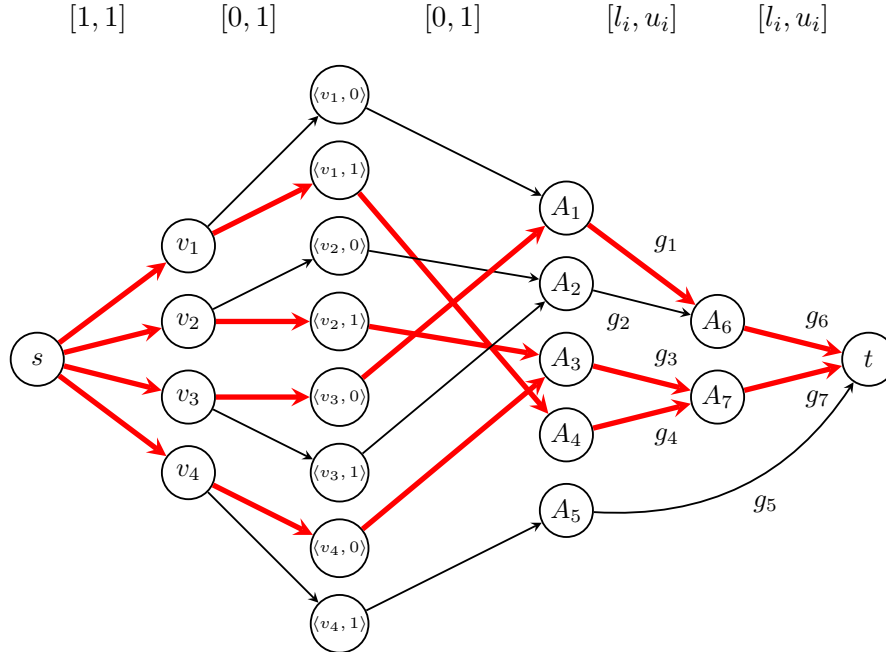 [1, 1] [0, 1] [0, 1] [l_i, u_i] [l_i, u_i]
⟨v_1, 0⟩
⟨v_1, 1⟩
A_1
v_1 ⟨v_2, 0⟩ g_1
A_2
v_2 ⟨v_2, 1⟩ g_2 A_6 g_6
s A_3 g_3 t
v_3 ⟨v_3, 0⟩ A_7 g_7
A_4 g_4
v_4 ⟨v_3, 1⟩
A_5 g_5
⟨v_4, 0⟩
⟨v_4, 1⟩